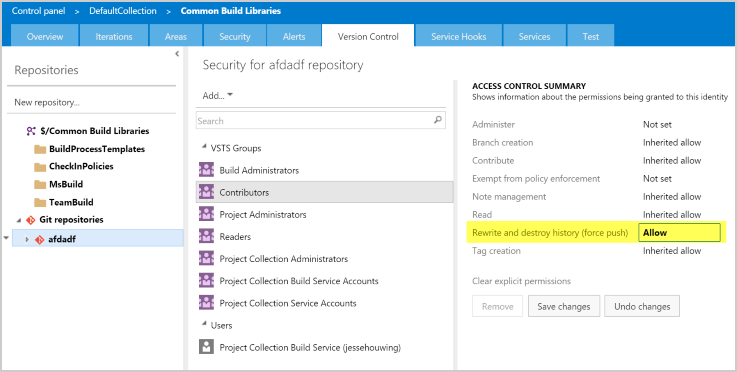 Control panel > DefaultCollection > Common Build Libraries
Overview Iterations Areas Security Alerts Version Control Service Hooks Services Test
Repositories
New repository...
$/Common Build Libraries
BuildProcessTemplates
CheckInPolicies
MsBuild
TeamBuild
Git repositories
afdadf
Security for afdadf repository
Add...
Search
VSTS Groups
Build Administrators
Contributors
Project Administrators
Readers
Project Collection Administrators
Project Collection Build Service Accounts
Project Collection Service Accounts
Users
Project Collection Build Service (jessehouwing)
ACCESS CONTROL SUMMARY
Shows information about the permissions being granted to this identity
Administer Not set
Branch creation Inherited allow
Contribute Inherited allow
Exempt from policy enforcement Not set
Note management Inherited allow
Read Inherited allow
Rewrite and destroy history (force push) Allow
Tag creation Inherited allow
Clear explicit permissions
Remove Save changes Undo changes